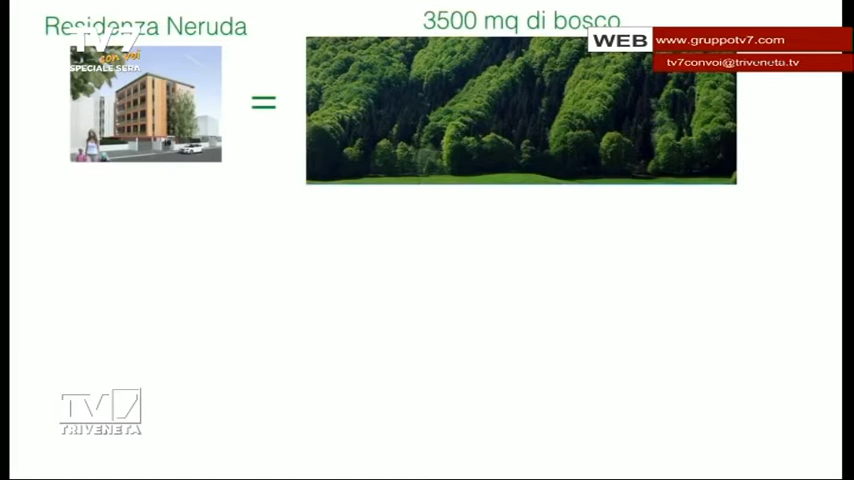 Residenza Neruda
3500 mq di bosco
TV7
con voi
SPECIALE SERA
WEB www.gruppotv7.com
tv7convoi@triveneta.tv
=
TV7
TRIVENETA